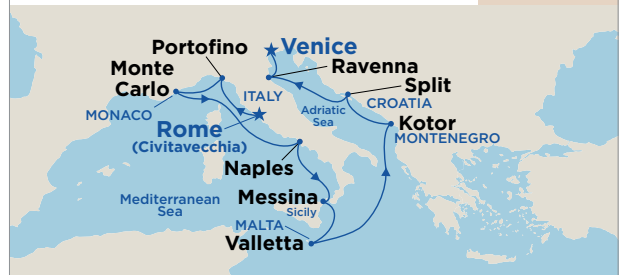 Portofino
Venice
Monte
Carlo
Ravenna
Split
ITALY
CROATIA
MONACO
Adriatic
Sea
Rome
(Civitavecchia)
Kotor
MONTENEGRO
Naples
Mediterranean
Sea
Messina
Sicily
MALTA
Valletta